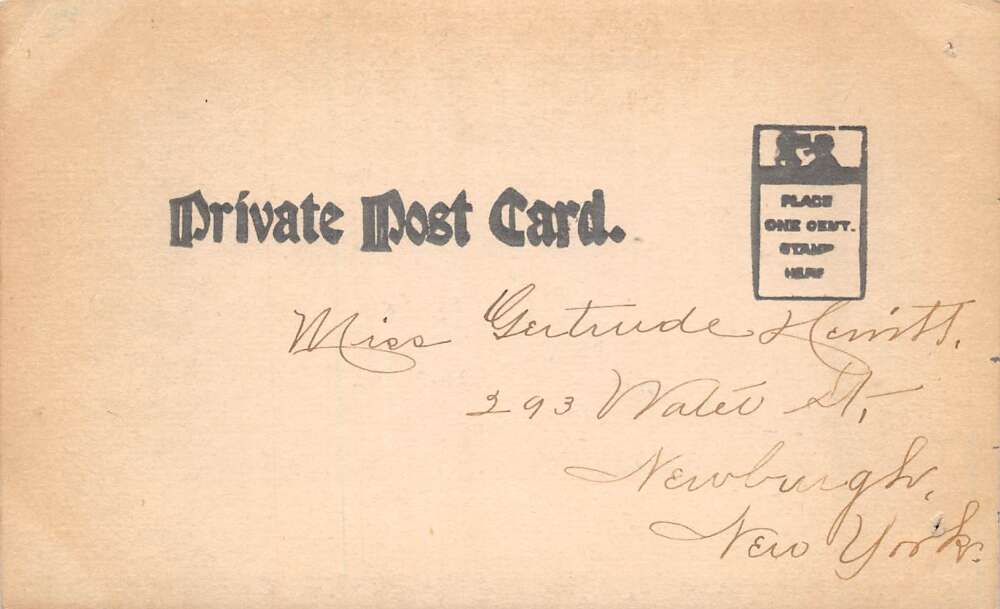 Private Post Card.
PLACE
ONE CENT.
STAMP
HERE
Miss Gertrude Hewitt.
293 Water St,
Newburgh,
New York.